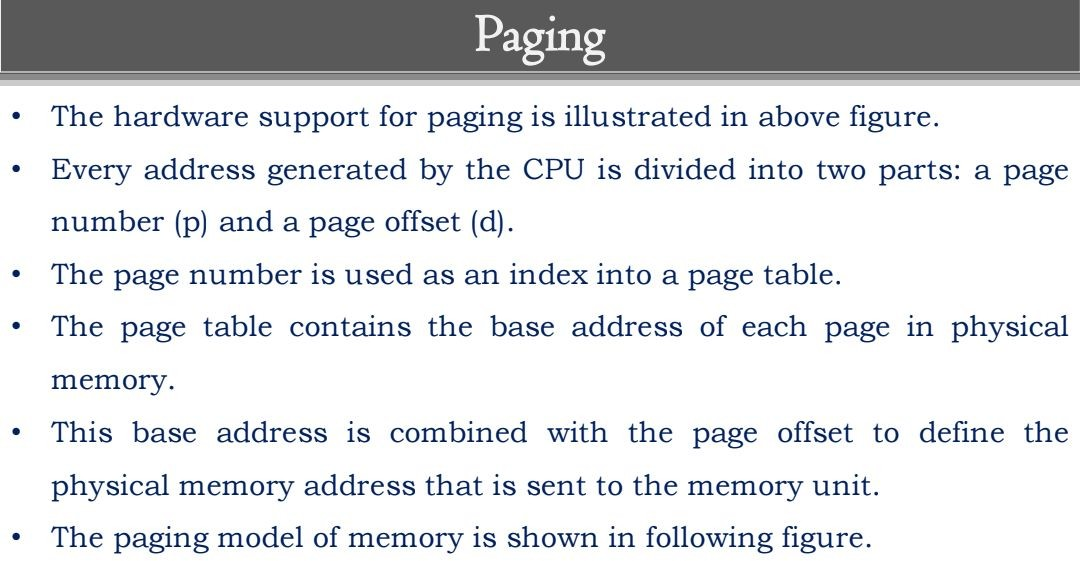 Paging
• The hardware support for paging is illustrated in above figure.
• Every address generated by the CPU is divided into two parts: a page
number (p) and a page offset (d).
• The page number is used as an index into a page table.
• The page table contains the base address of each page in physical
memory.
• This base address is combined with the page offset to define the
physical memory address that is sent to the memory unit.
• The paging model of memory is shown in following figure.